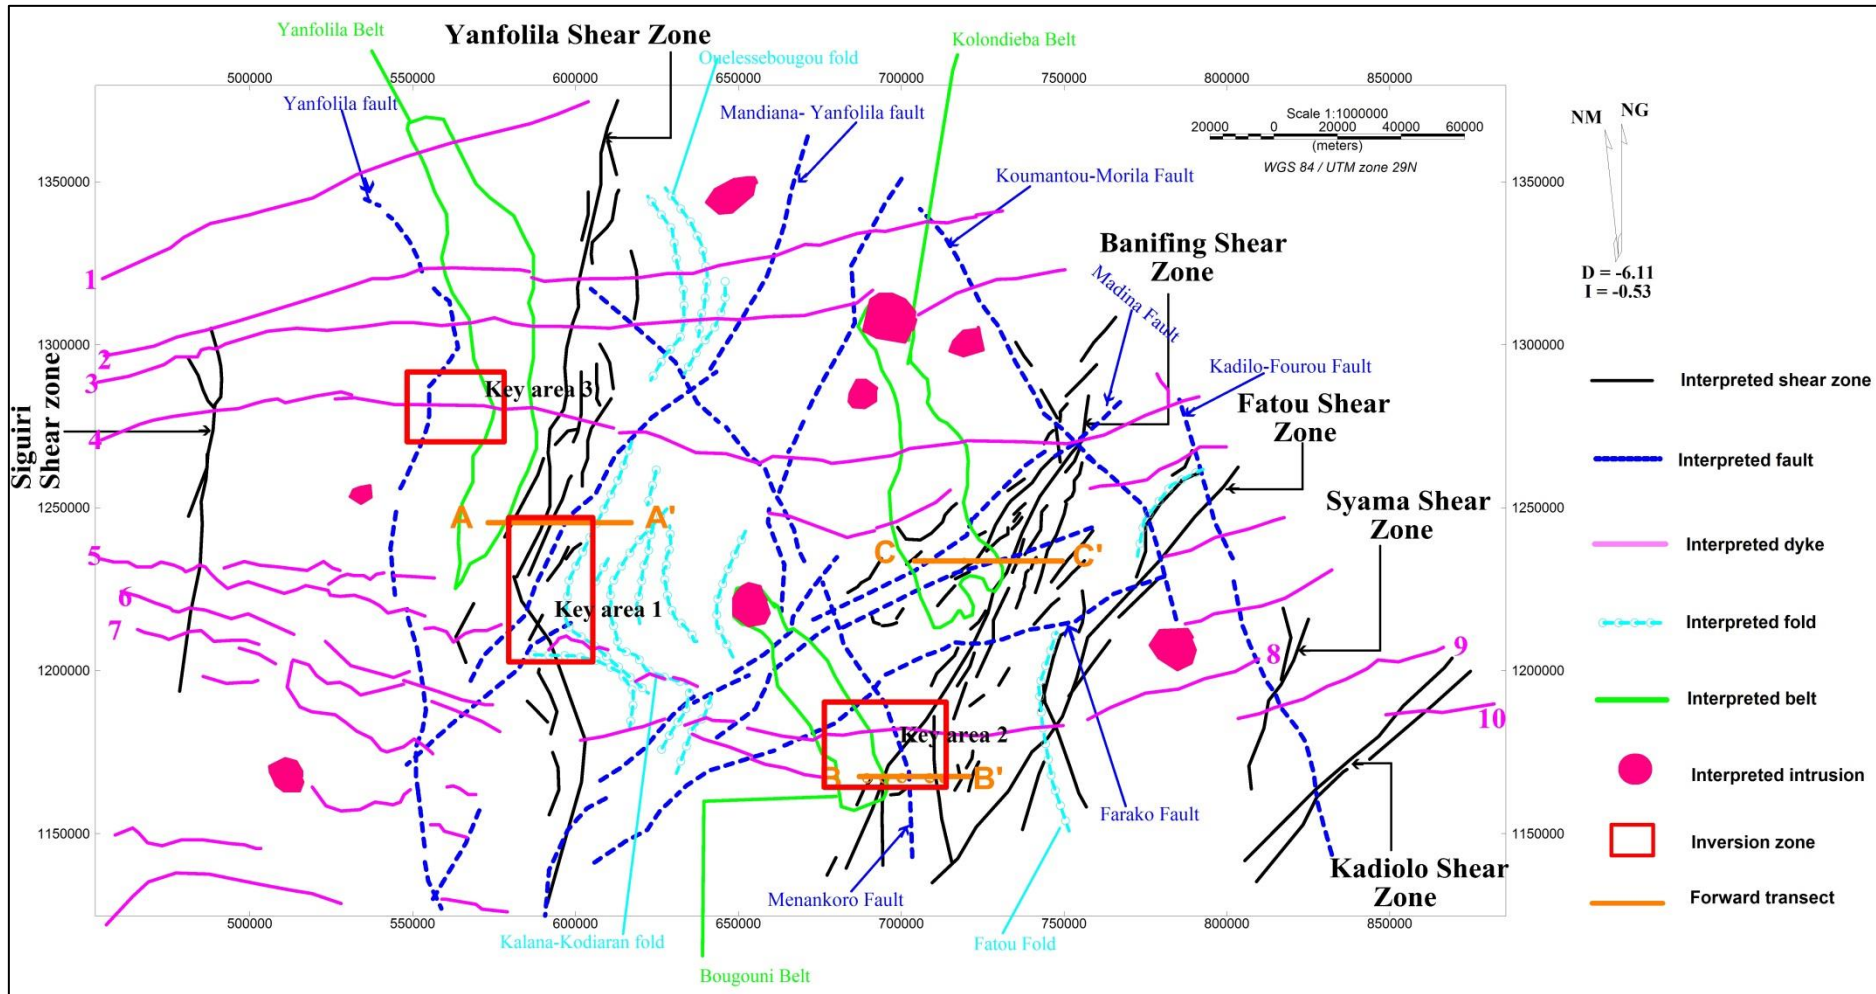 Yanfolila Belt
Yanfolila Shear Zone
Ouelessebougou fold
Kolondieba Belt
500000
550000
600000
650000
700000
750000
800000
850000
Yanfolila fault
Mandiana- Yanfolila fault
Scale 1:1000000
20000 0 20000 40000 60000
(meters)
WGS 84 / UTM zone 29N
NM NG
D = -6.11
I = -0.53
1350000
1350000
Koumantou-Morila Fault
Banifing Shear
Zone
Madina Fault
1
1300000
1300000
2
3
Siguiri
Shear zone
4
Key area 3
Kadilo-Fourou Fault
Fatou Shear
Zone
Syama Shear
Zone
1250000
1250000
A A'
C C'
5
6
7
Key area 1
8
9
10
1200000
1200000
Key area 2
B B'
1150000
1150000
Farako Fault
Menankoro Fault
Kadiolo Shear
Zone
Kalana-Kodiaran fold
Fatou Fold
500000
550000
600000
650000
700000
750000
800000
850000
Bougouni Belt
Interpreted shear zone
Interpreted fault
Interpreted dyke
Interpreted fold
Interpreted belt
Interpreted intrusion
Inversion zone
Forward transect